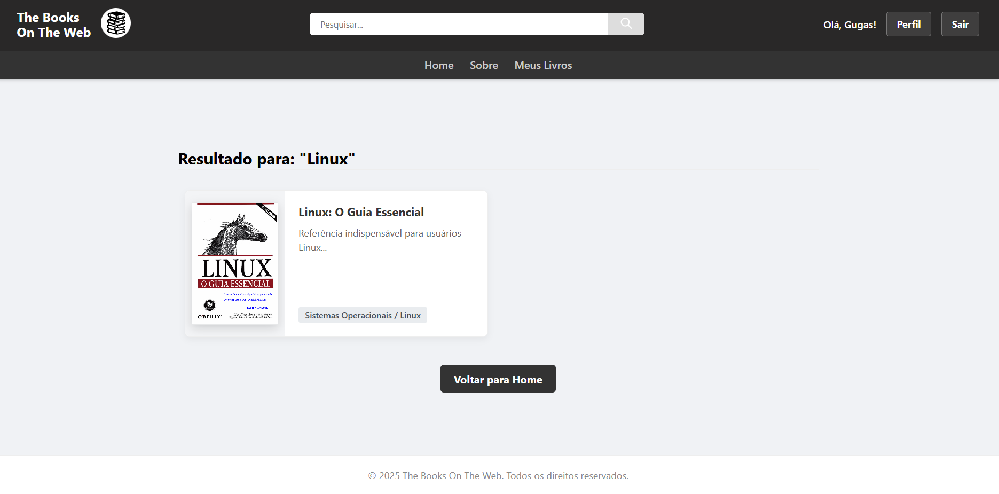 The Books
On The Web
Pesquisar...
Olá, Gugas!
Perfil
Sair
Home
Sobre
Meus Livros
Resultado para: "Linux"
LINUX
O GUIA ESSENCIAL
O'REILLY®
Linux: O Guia Essencial
Referência indispensável para usuários
Linux...
Sistemas Operacionais / Linux
Voltar para Home
© 2025 The Books On The Web. Todos os direitos reservados.